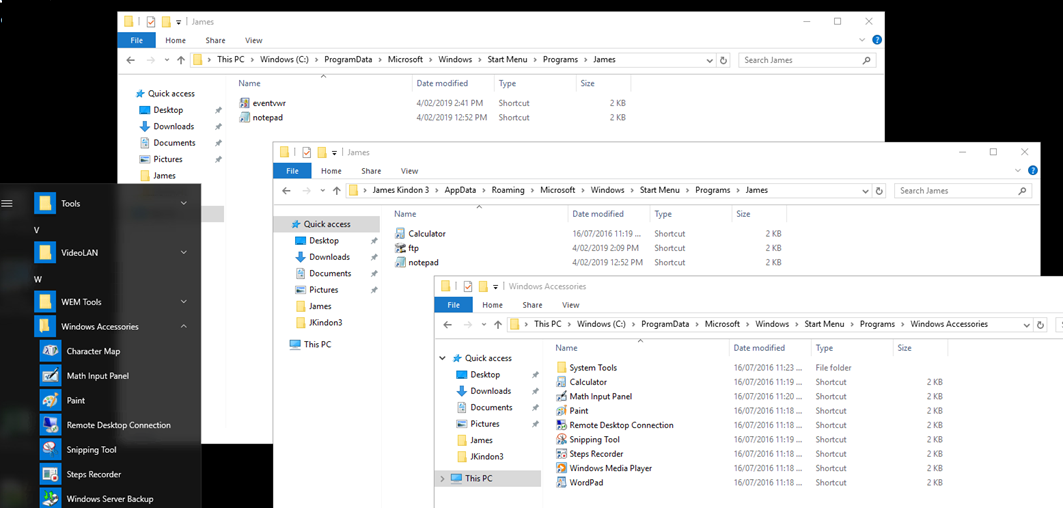 James
File Home Share View
This PC > Windows (C:) > ProgramData > Microsoft > Windows > Start Menu > Programs > James
Search James
Quick access
Desktop
Downloads
Documents
Pictures
James
Name Date modified Type Size
eventvwr 4/02/2019 2:41 PM Shortcut 2 KB
notepad 4/02/2019 12:52 PM Shortcut 2 KB
James
File Home Share View
James Kindon 3 > AppData > Roaming > Microsoft > Windows > Start Menu > Programs > James
Search James
Quick access
Desktop
Downloads
Documents
Pictures
James
JKindon3
This PC
Name Date modified Type Size
Calculator 16/07/2016 11:19 ... Shortcut 2 KB
ftp 4/02/2019 2:09 PM Shortcut 2 KB
notepad 4/02/2019 12:52 PM Shortcut 2 KB
Windows Accessories
File Home Share View
This PC > Windows (C:) > ProgramData > Microsoft > Windows > Start Menu > Programs > Windows Accessories
Quick access
Desktop
Downloads
Documents
Pictures
James
JKindon3
This PC
Name Date modified Type Size
System Tools 16/07/2016 11:23 ... File folder
Calculator 16/07/2016 11:19 ... Shortcut 2 KB
Math Input Panel 16/07/2016 11:20 ... Shortcut 2 KB
Paint 16/07/2016 11:18 ... Shortcut 2 KB
Remote Desktop Connection 16/07/2016 11:18 ... Shortcut 2 KB
Snipping Tool 16/07/2016 11:19 ... Shortcut 2 KB
Steps Recorder 16/07/2016 11:18 ... Shortcut 2 KB
Windows Media Player 16/07/2016 11:18 ... Shortcut 2 KB
WordPad 16/07/2016 11:18 ... Shortcut 2 KB
Tools
V
VideoLAN
W
WEM Tools
Windows Accessories
Character Map
Math Input Panel
Paint
Remote Desktop Connection
Snipping Tool
Steps Recorder
Windows Server Backup